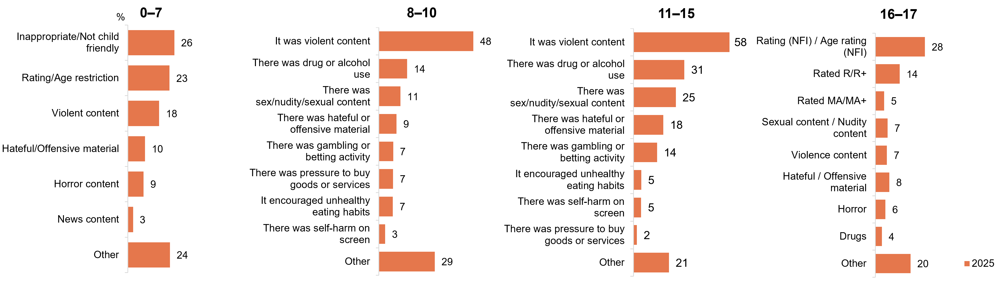 %
0–7
Inappropriate/Not child
friendly
26
Rating/Age restriction
23
Violent content
18
Hateful/Offensive material
10
Horror content
9
News content
3
Other
24
8–10
It was violent content
48
There was drug or alcohol
use
14
There was
sex/nudity/sexual content
11
There was hateful or
offensive material
9
There was gambling or
betting activity
7
There was pressure to buy
goods or services
7
It encouraged unhealthy
eating habits
7
There was self-harm on
screen
3
Other
29
11–15
It was violent content
58
There was drug or alcohol
use
31
There was
sex/nudity/sexual content
25
There was hateful or
offensive material
18
There was gambling or
betting activity
14
It encouraged unhealthy
eating habits
5
There was self-harm on
screen
5
There was pressure to buy
goods or services
2
Other
21
16–17
Rating (NFI) / Age rating
(NFI)
28
Rated R/R+
14
Rated MA/MA+
5
Sexual content / Nudity
content
7
Violence content
7
Hateful / Offensive
material
8
Horror
6
Drugs
4
Other
20
2025